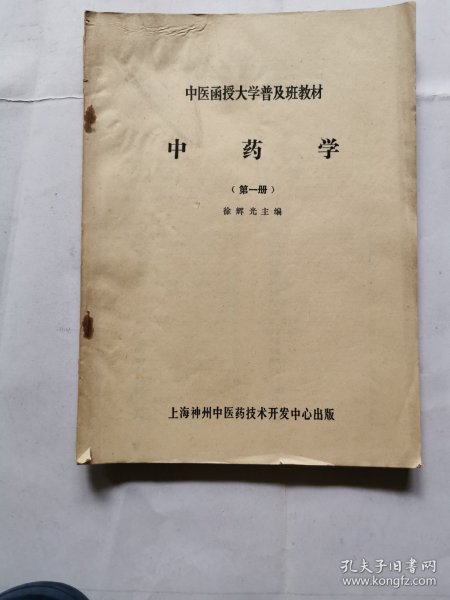 中医函授大学普及班教材
中药学
（第一册）
徐辉光主编
上海神州中医药技术开发中心出版
孔夫子旧书网
www.kongfz.com